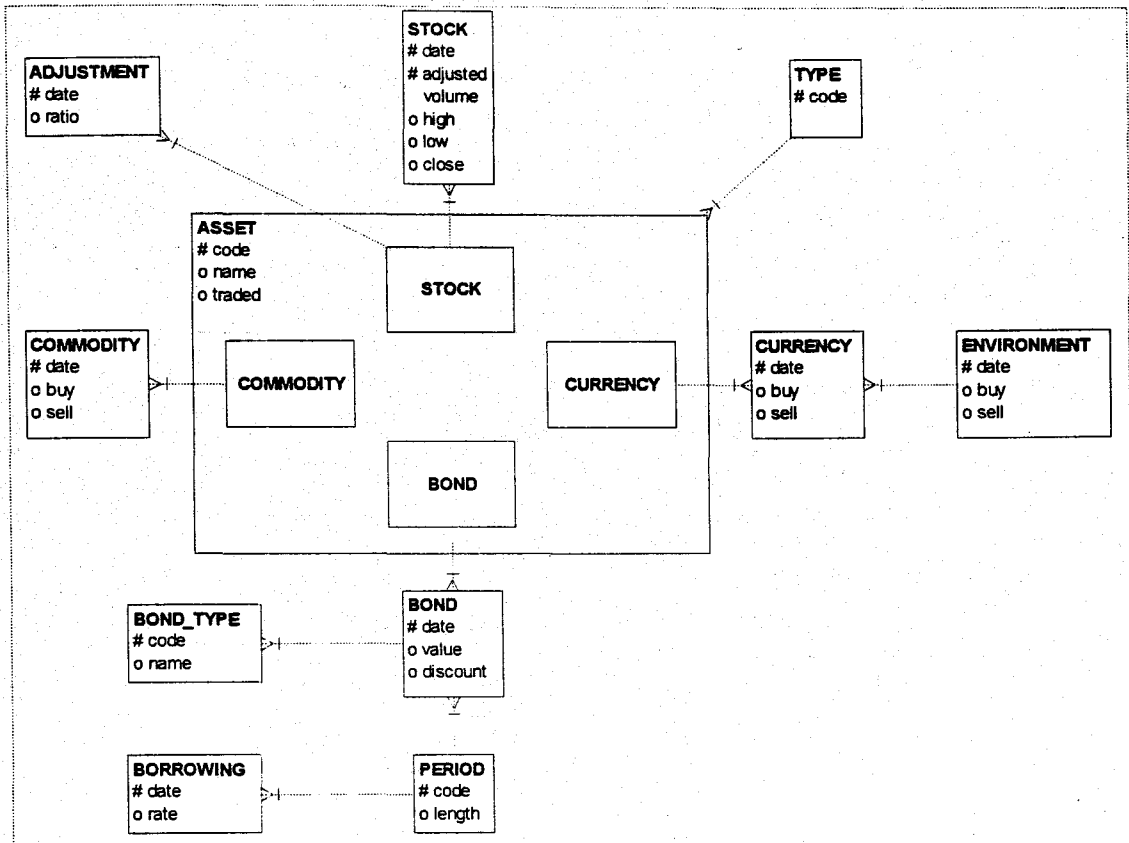 STOCK
# date
# adjusted
volume
o high
o low
o close
ADJUSTMENT
# date
o ratio
TYPE
# code
ASSET
# code
o name
o traded
STOCK
COMMODITY
# date
o buy
o sell
COMMODITY
CURRENCY
CURRENCY
# date
o buy
o sell
ENVIRONMENT
# date
o buy
o sell
BOND
BOND_TYPE
# code
o name
BOND
# date
o value
o discount
BORROWING
# date
o rate
PERIOD
# code
o length